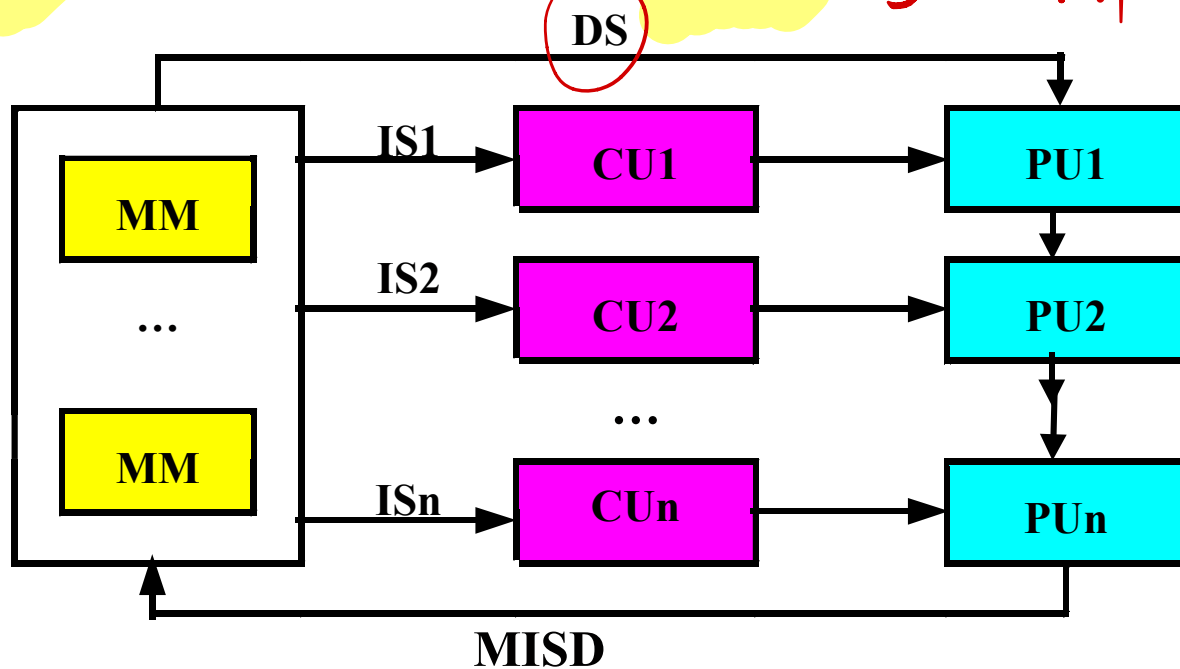 DS
IS1 CU1 PU1
MM
IS2 CU2 PU2
...
...
MM
ISn CUn PUn
MISD